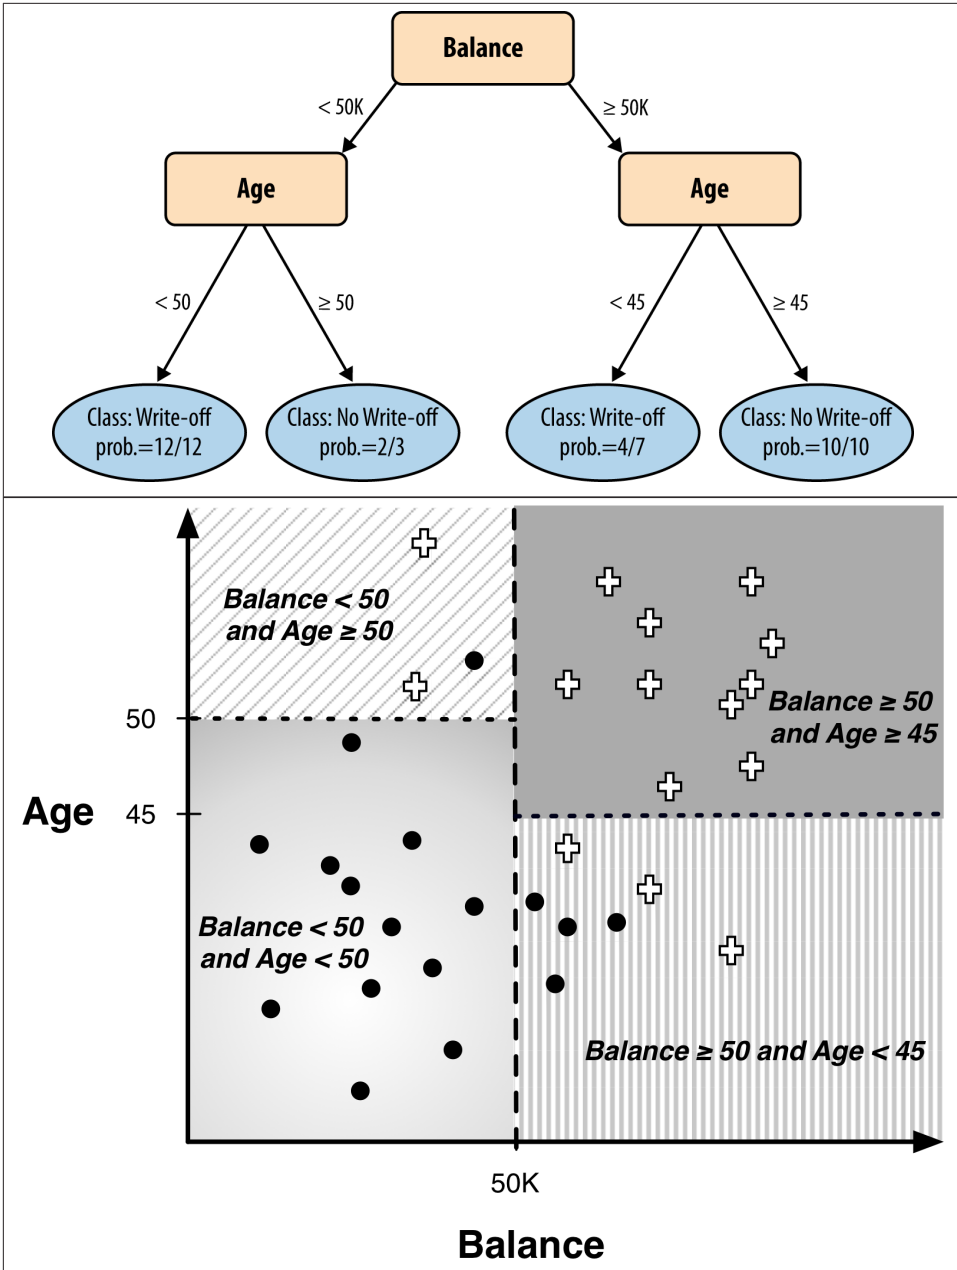 Balance
< 50K
≥ 50K
Age
Age
< 50
≥ 50
< 45
≥ 45
Class: Write-off
prob.=12/12
Class: No Write-off
prob.=2/3
Class: Write-off
prob.=4/7
Class: No Write-off
prob.=10/10
Balance < 50
and Age ≥ 50
Balance ≥ 50
and Age ≥ 45
50
Age
45
Balance < 50
and Age < 50
Balance ≥ 50 and Age < 45
50K
Balance